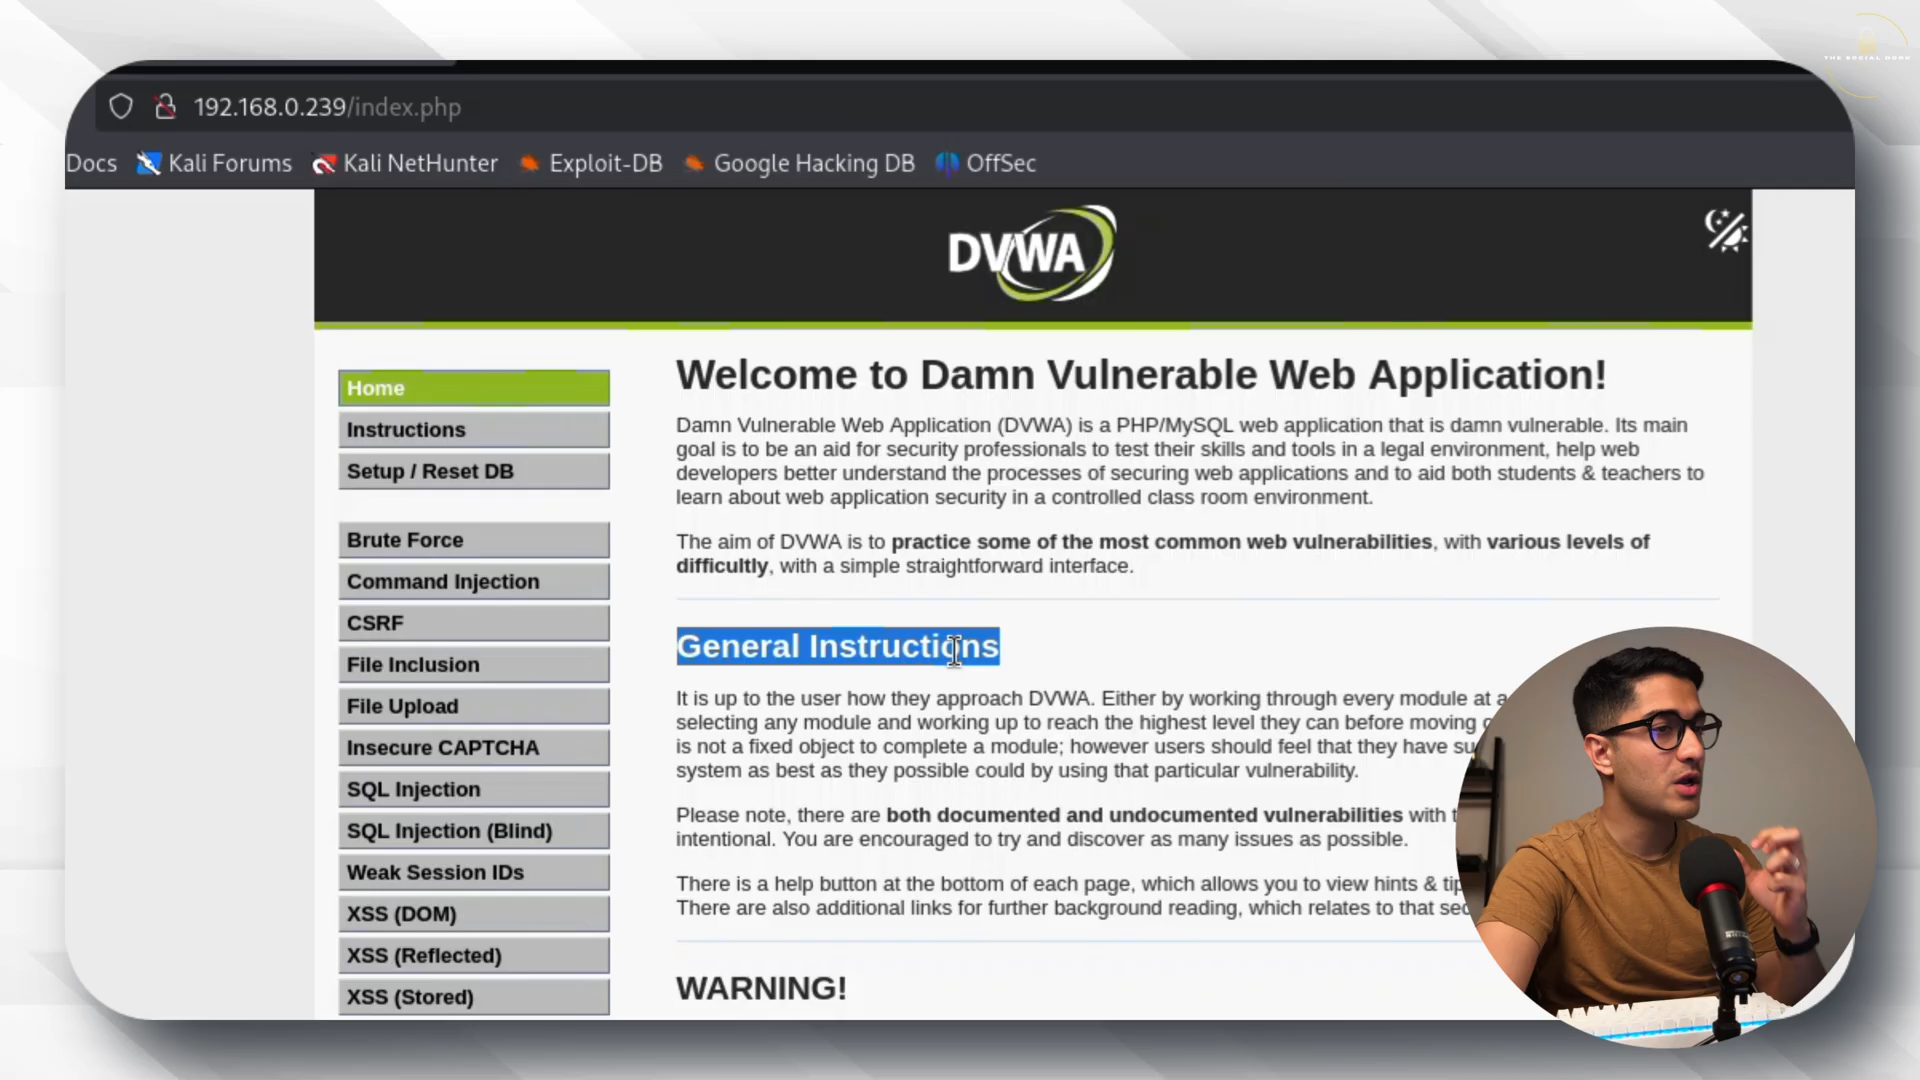 THE SOCIAL DORK
192.168.0.239/index.php
Docs Kali Forums Kali NetHunter Exploit-DB Google Hacking DB OffSec
DVWA
Home
Instructions
Setup / Reset DB
Brute Force
Command Injection
CSRF
File Inclusion
File Upload
Insecure CAPTCHA
SQL Injection
SQL Injection (Blind)
Weak Session IDs
XSS (DOM)
XSS (Reflected)
XSS (Stored)
Welcome to Damn Vulnerable Web Application!
Damn Vulnerable Web Application (DVWA) is a PHP/MySQL web application that is damn vulnerable. Its main
goal is to be an aid for security professionals to test their skills and tools in a legal environment, help web
developers better understand the processes of securing web applications and to aid both students & teachers to
learn about web application security in a controlled class room environment.
The aim of DVWA is to practice some of the most common web vulnerabilities, with various levels of
difficultly, with a simple straightforward interface.
General Instructions
It is up to the user how they approach DVWA. Either by working through every module at a
selecting any module and working up to reach the highest level they can before moving
is not a fixed object to complete a module; however users should feel that they have
system as best as they possible could by using that particular vulnerability.
Please note, there are both documented and undocumented vulnerabilities with
intentional. You are encouraged to try and discover as many issues as possible.
There is a help button at the bottom of each page, which allows you to view hints &
There are also additional links for further background reading, which relates to that
WARNING!